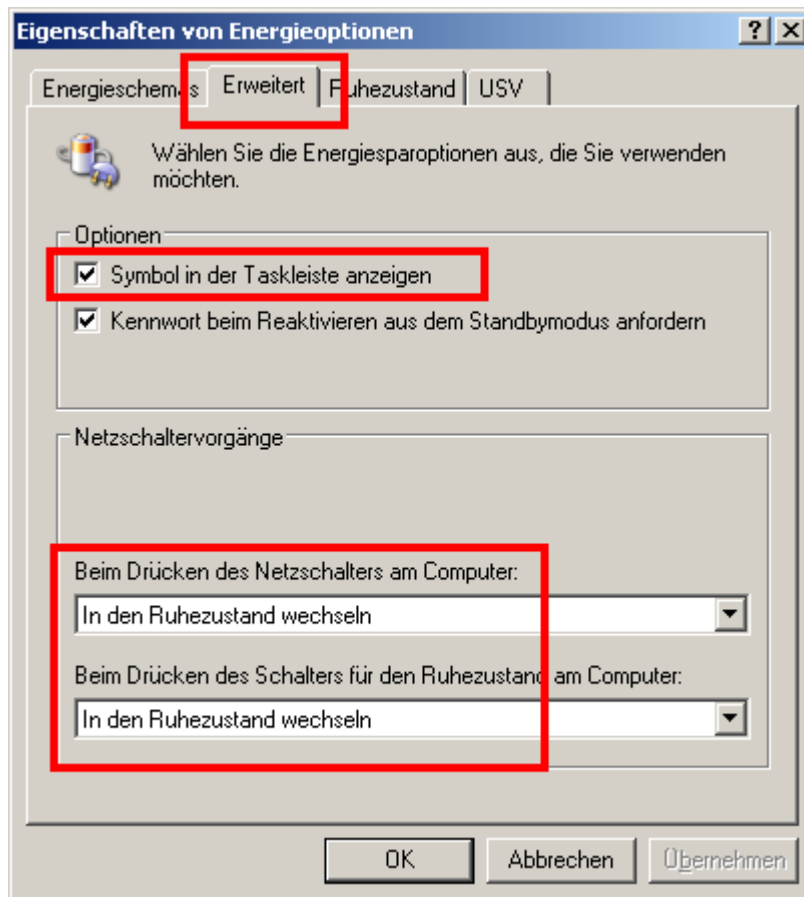 Eigenschaften von Energieoptionen
Energieschemas Erweitert Ruhezustand USV
Wählen Sie die Energiesparoptionen aus, die Sie verwenden
möchten.
Optionen
Symbol in der Taskleiste anzeigen
Kennwort beim Reaktivieren aus dem Standbymodus anfordern
Netzschaltervorgänge
Beim Drücken des Netzschalters am Computer:
In den Ruhezustand wechseln
Beim Drücken des Schalters für den Ruhezustand am Computer:
In den Ruhezustand wechseln
OK Abbrechen Übernehmen